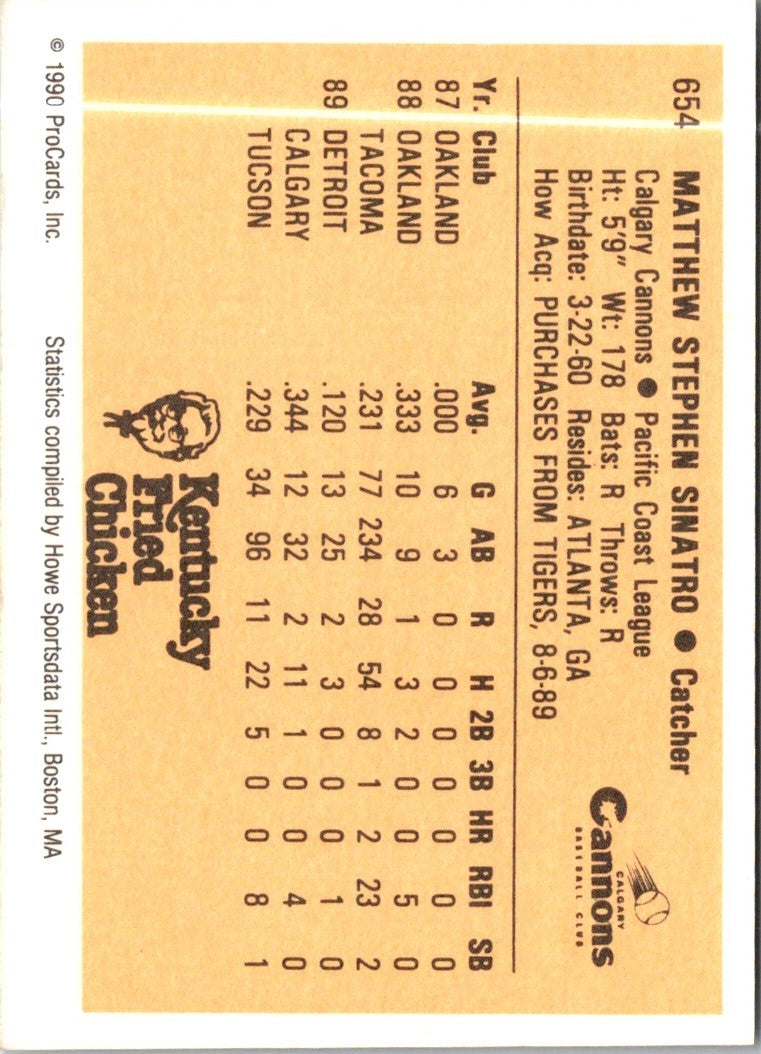 654 MATTHEW STEPHEN SINATRO ● Catcher
Calgary Cannons ● Pacific Coast League
Ht: 5'9" Wt: 178 Bats: R Throws: R
Birthdate: 3-22-60 Resides: ATLANTA, GA
How Acq: PURCHASES FROM TIGERS, 8-6-89
CALGARY
Cannons
BASEBALL CLUB
Yr. Club Avg. G AB R H 2B 3B HR RBI SB
87 OAKLAND .000 6 3 0 0 0 0 0 0 0
88 OAKLAND .333 10 9 1 3 2 0 0 5 0
TACOMA .231 77 234 28 54 8 1 2 23 2
89 DETROIT .120 13 25 2 3 0 0 0 1 0
CALGARY .344 12 32 2 11 1 0 0 4 0
TUCSON .229 34 96 11 22 5 0 0 8 1
Kentucky
Fried
Chicken
© 1990 ProCards, Inc. Statistics compiled by Howe Sportsdata Intl., Boston, MA